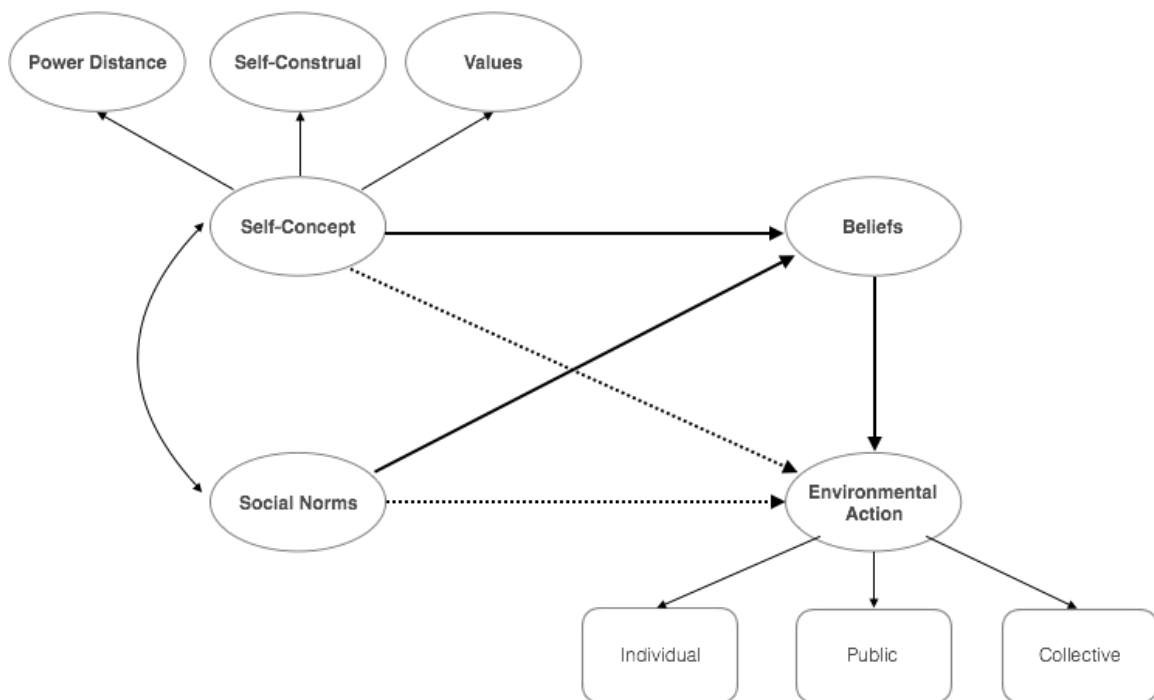 Power Distance
Self-Construal
Values
Self-Concept
Beliefs
Social Norms
Environmental
Action
Individual
Public
Collective